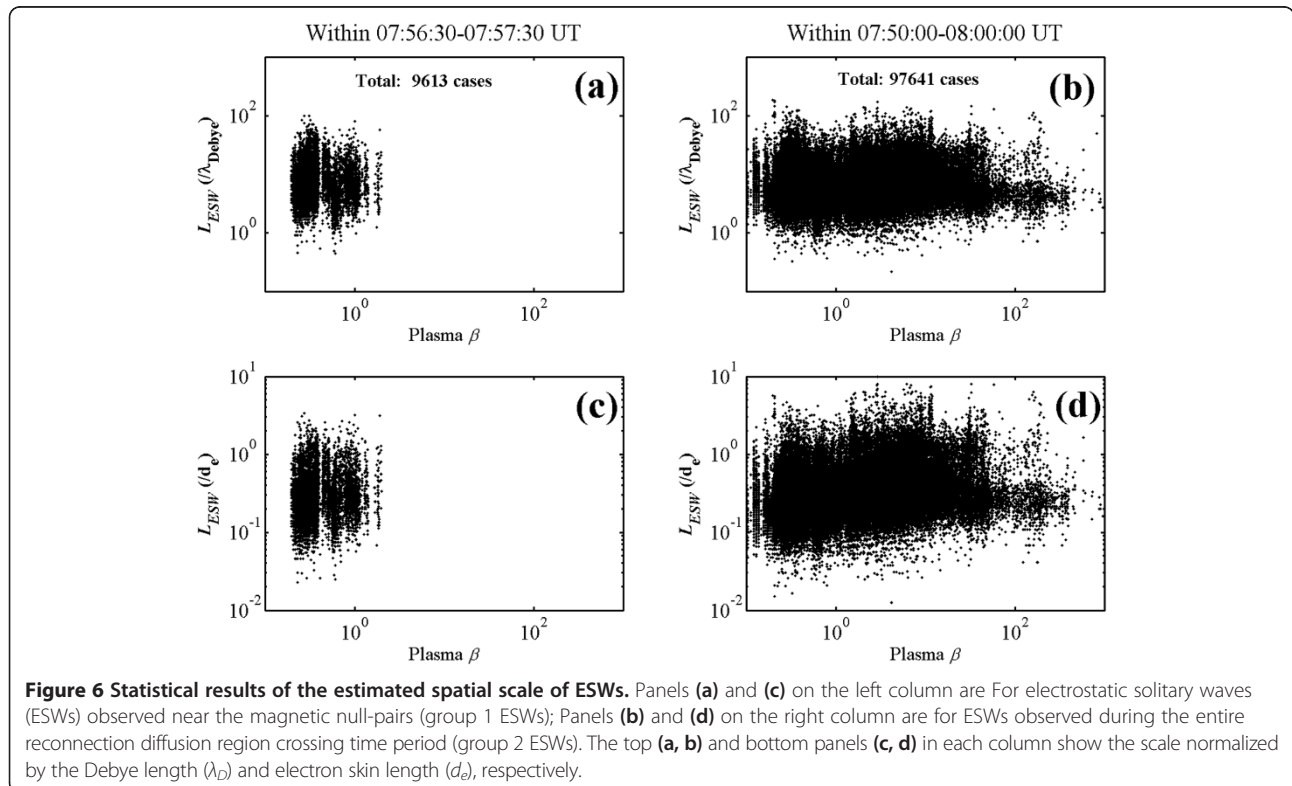 Within 07:56:30-07:57:30 UT
Total: 9613 cases
(a)
L_ESW (/λ_Debye)
10^2
10^0
10^0 10^2
Plasma β
Within 07:50:00-08:00:00 UT
Total: 97641 cases
(b)
L_ESW (/λ_Debye)
10^2
10^0
10^0 10^2
Plasma β
(c)
L_ESW (/d_e)
10^1
10^0
10^-1
10^-2
10^0 10^2
Plasma β
(d)
L_ESW (/d_e)
10^1
10^0
10^-1
10^-2
10^0 10^2
Plasma β
Figure 6 Statistical results of the estimated spatial scale of ESWs. Panels (a) and (c) on the left column are For electrostatic solitary waves
(ESWs) observed near the magnetic null-pairs (group 1 ESWs); Panels (b) and (d) on the right column are for ESWs observed during the entire
reconnection diffusion region crossing time period (group 2 ESWs). The top (a, b) and bottom panels (c, d) in each column show the scale normalized
by the Debye length (λ_D) and electron skin length (d_e), respectively.